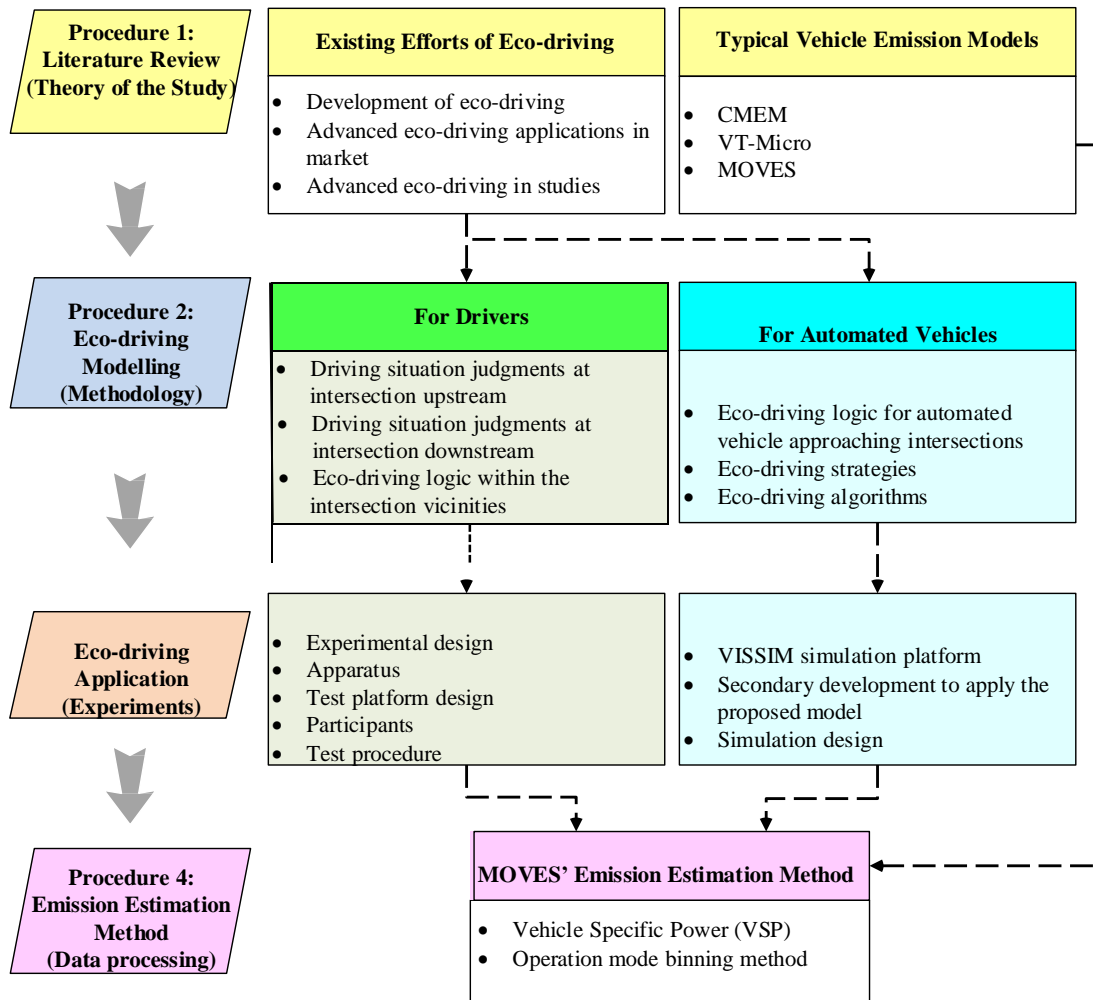 Procedure 1:
Literature Review
(Theory of the Study)
Existing Efforts of Eco-driving
• Development of eco-driving
• Advanced eco-driving applications in
market
• Advanced eco-driving in studies
Typical Vehicle Emission Models
• CMEM
• VT-Micro
• MOVES
Procedure 2:
Eco-driving
Modelling
(Methodology)
For Drivers
• Driving situation judgments at
intersection upstream
• Driving situation judgments at
intersection downstream
• Eco-driving logic within the
intersection vicinities
For Automated Vehicles
• Eco-driving logic for automated
vehicle approaching intersections
• Eco-driving strategies
• Eco-driving algorithms
Eco-driving
Application
(Experiments)
• Experimental design
• Apparatus
• Test platform design
• Participants
• Test procedure
• VISSIM simulation platform
• Secondary development to apply the
proposed model
• Simulation design
Procedure 4:
Emission Estimation
Method
(Data processing)
MOVES’ Emission Estimation Method
• Vehicle Specific Power (VSP)
• Operation mode binning method